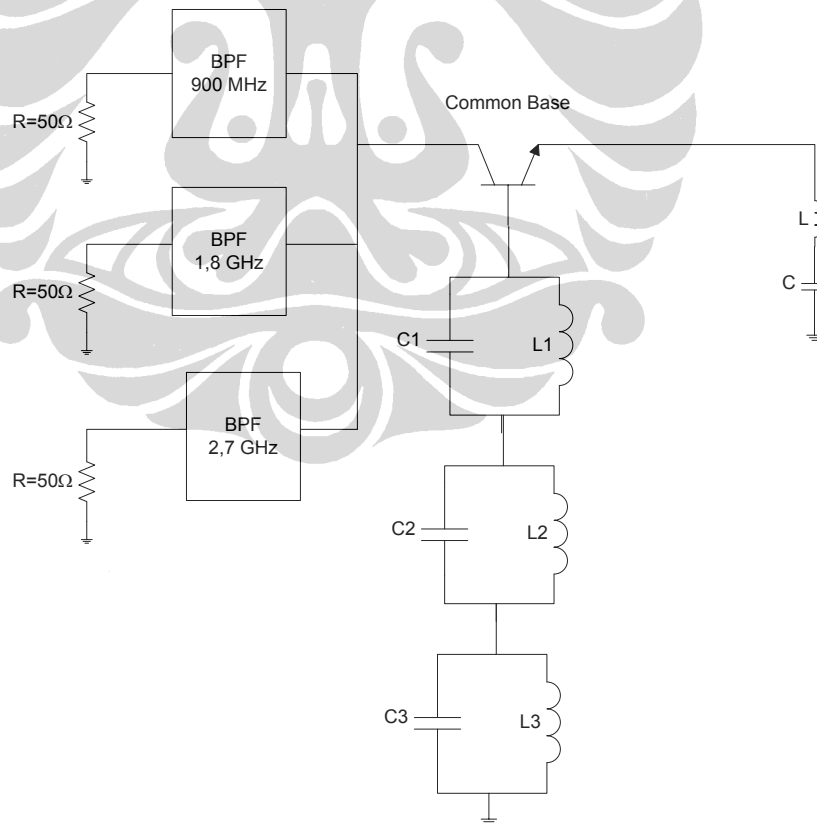 BPF
900 MHz
R=50Ω
Common Base
BPF
1,8 GHz
R=50Ω
L
C
C1
L1
BPF
2,7 GHz
R=50Ω
C2
L2
C3
L3